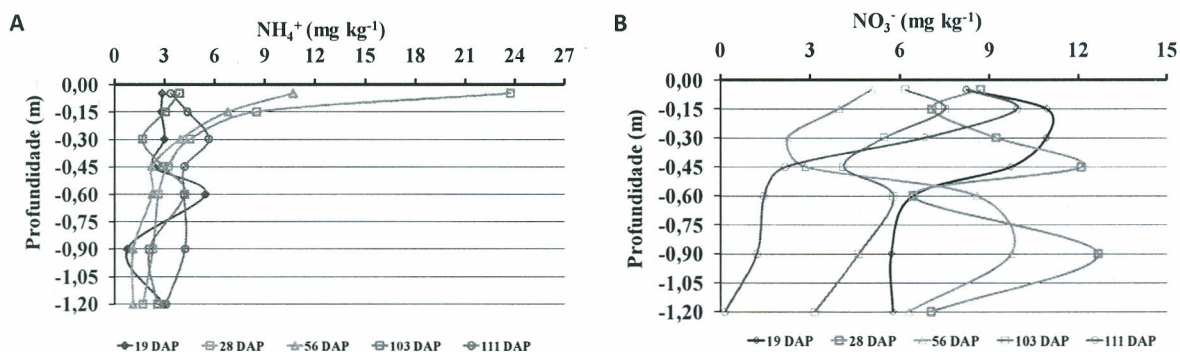 A
NH₄⁺ (mg kg⁻¹)
0 3 6 9 12 15 18 21 24 27
Profundidade (m)
0,00
-0,15
-0,30
-0,45
-0,60
-0,75
-0,90
-1,05
-1,20
19 DAP 28 DAP 56 DAP 103 DAP 111 DAP
B
NO₃⁻ (mg kg⁻¹)
0 3 6 9 12 15
Profundidade (m)
0,00
-0,15
-0,30
-0,45
-0,60
-0,75
-0,90
-1,05
-1,20
19 DAP 28 DAP 56 DAP 103 DAP 111 DAP